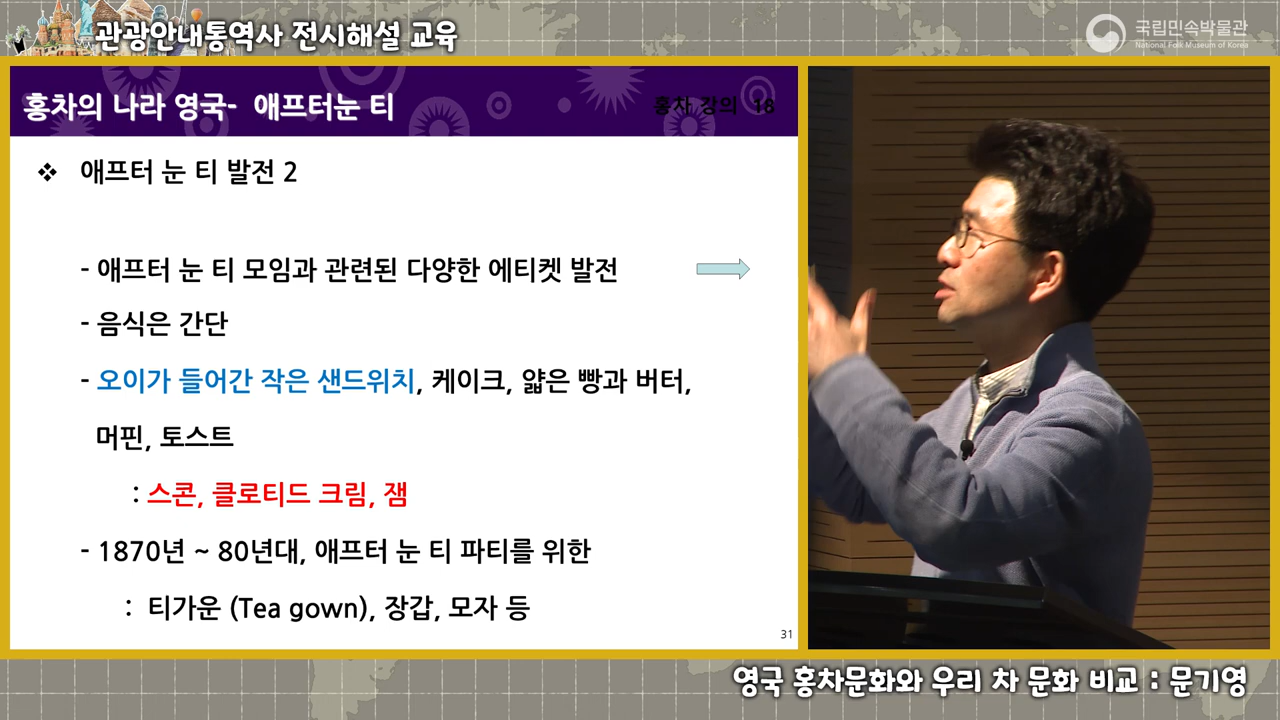 관광안내통역사 전시해설 교육
국립민속박물관
National Folk Museum of Korea
홍차의 나라 영국- 애프터눈 티
홍차 강의 18
❖ 애프터 눈 티 발전 2
- 애프터 눈 티 모임과 관련된 다양한 에티켓 발전
- 음식은 간단
- 오이가 들어간 작은 샌드위치, 케이크, 얇은 빵과 버터,
머핀, 토스트
: 스콘, 클로티드 크림, 잼
- 1870년 ~ 80년대, 애프터 눈 티 파티를 위한
: 티가운 (Tea gown), 장갑, 모자 등
31
영국 홍차문화와 우리 차 문화 비교 : 문기영